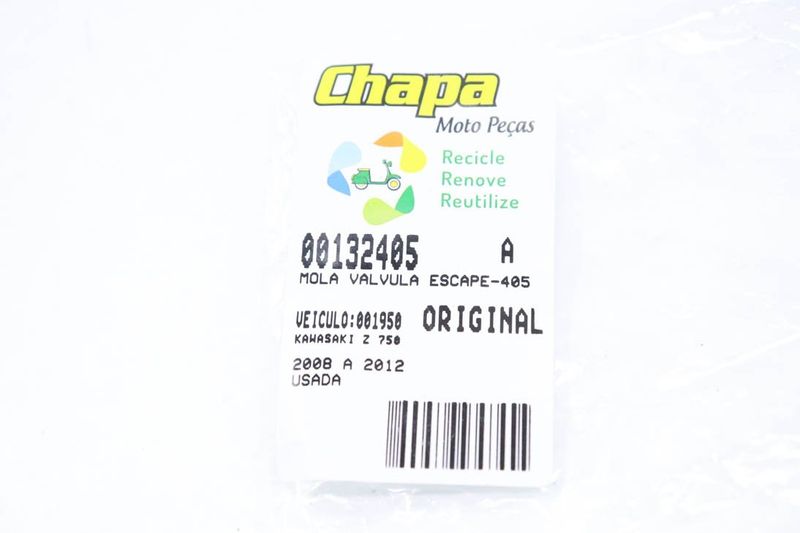 Chapa
Moto Peças
Recicle
Renove
Reutilize
00132405 A
MOLA VALVULA ESCAPE-405
VEICULO:001950 ORIGINAL
KAWASAKI Z 750
2008 A 2012
USADA